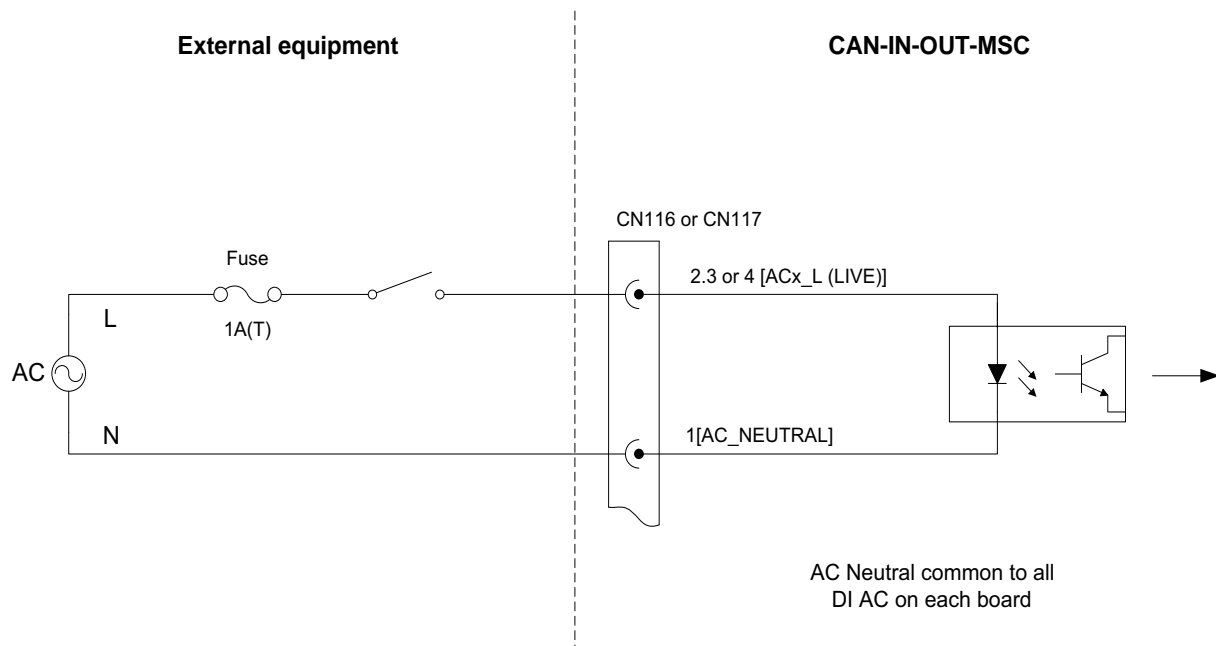 External equipment
CAN-IN-OUT-MSC
CN116 or CN117
Fuse
2.3 or 4 [ACx_L (LIVE)]
L
1A(T)
AC
N
1[AC_NEUTRAL]
AC Neutral common to all
DI AC on each board